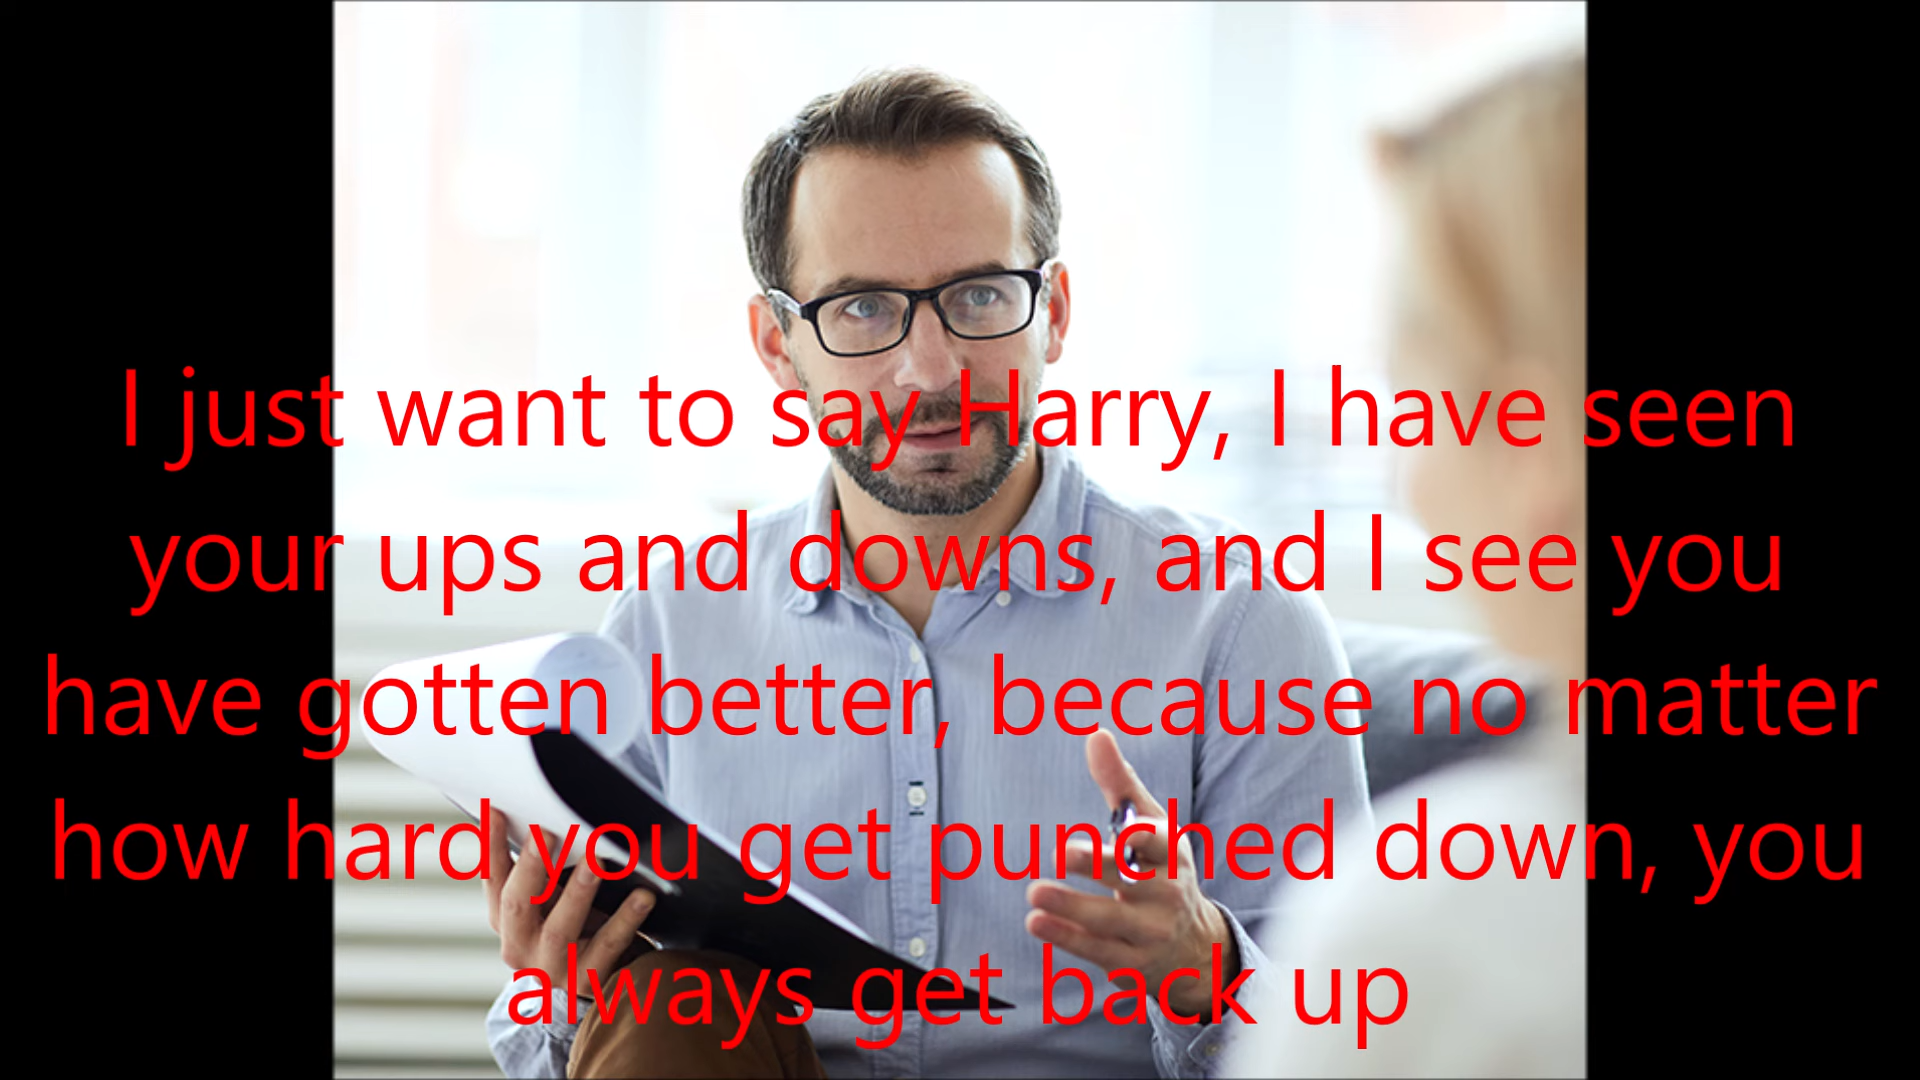 I just want to say Harry, I have seen
your ups and downs, and I see you
have gotten better, because no matter
how hard you get punched down, you
always get back up